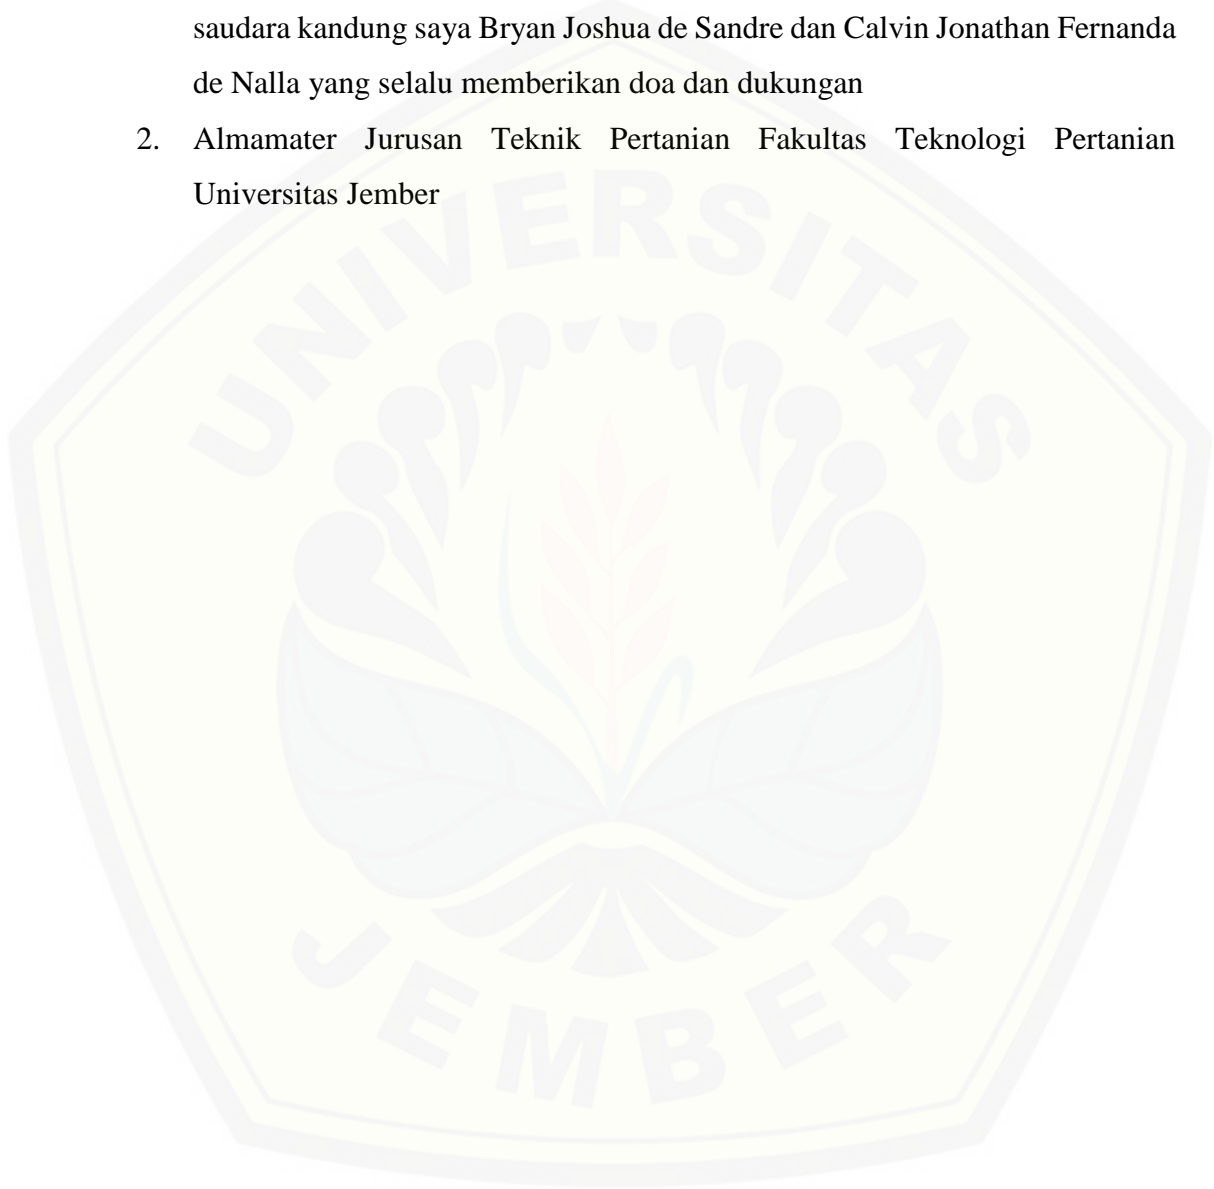 saudara kandung saya Bryan Joshua de Sandre dan Calvin Jonathan Fernanda
de Nalla yang selalu memberikan doa dan dukungan
2. Almamater Jurusan Teknik Pertanian Fakultas Teknologi Pertanian
Universitas Jember
UNIVERSITAS
JEMBER